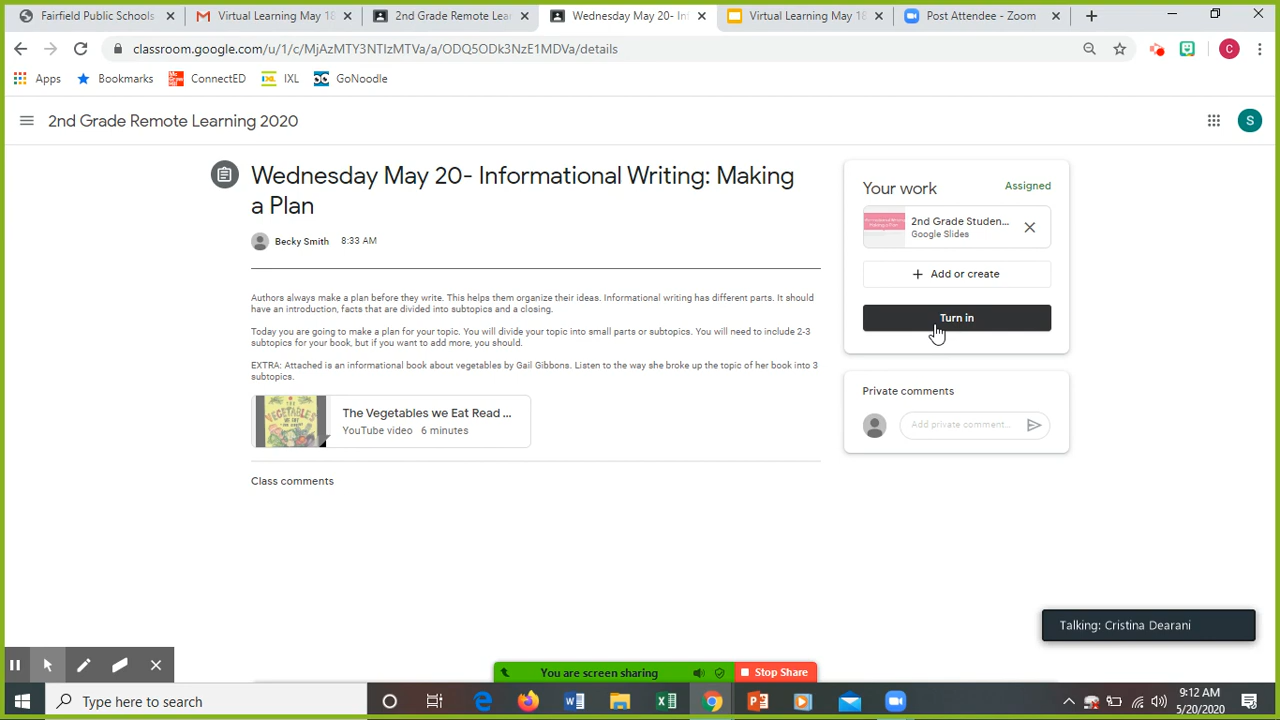 Fairfield Public Schools
Virtual Learning May 18
2nd Grade Remote Lea
Wednesday May 20- In
Virtual Learning May 18
Post Attendee - Zoom
classroom.google.com/u/1/c/MjAzMTY3NTIzMTVa/a/ODQ5ODk3NzE1MDVa/details
C
Apps
Bookmarks
ConnectED
IXL
GoNoodle
2nd Grade Remote Learning 2020
S
Wednesday May 20- Informational Writing: Making
a Plan
Becky Smith 8:33 AM
Authors always make a plan before they write. This helps them organize their ideas. Informational writing has different parts. It should
have an introduction, facts that are divided into subtopics and a closing.
Today you are going to make a plan for your topic. You will divide your topic into small parts or subtopics. You will need to include 2-3
subtopics for your book, but if you want to add more, you should.
EXTRA: Attached is an informational book about vegetables by Gail Gibbons. Listen to the way she broke up the topic of her book into 3
subtopics.
The Vegetables we Eat Read ...
YouTube video 6 minutes
Class comments
Your work
Assigned
2nd Grade Studen...
Google Slides
Add or create
Turn in
Private comments
Add private comment...
Talking: Cristina Dearani
You are screen sharing
Stop Share
Type here to search
9:12 AM
5/20/2020